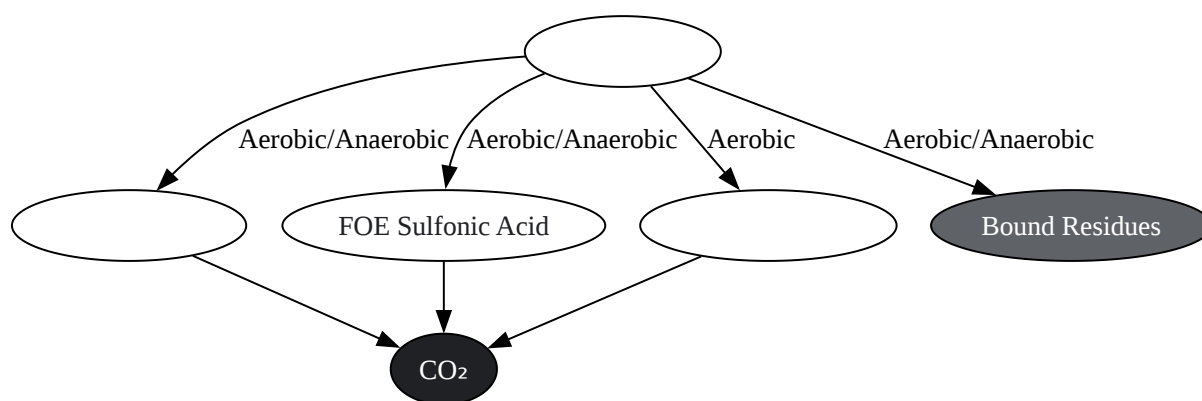 Aerobic/Anaerobic
Aerobic/Anaerobic
Aerobic
Aerobic/Anaerobic
FOE Sulfonic Acid
Bound Residues
CO₂